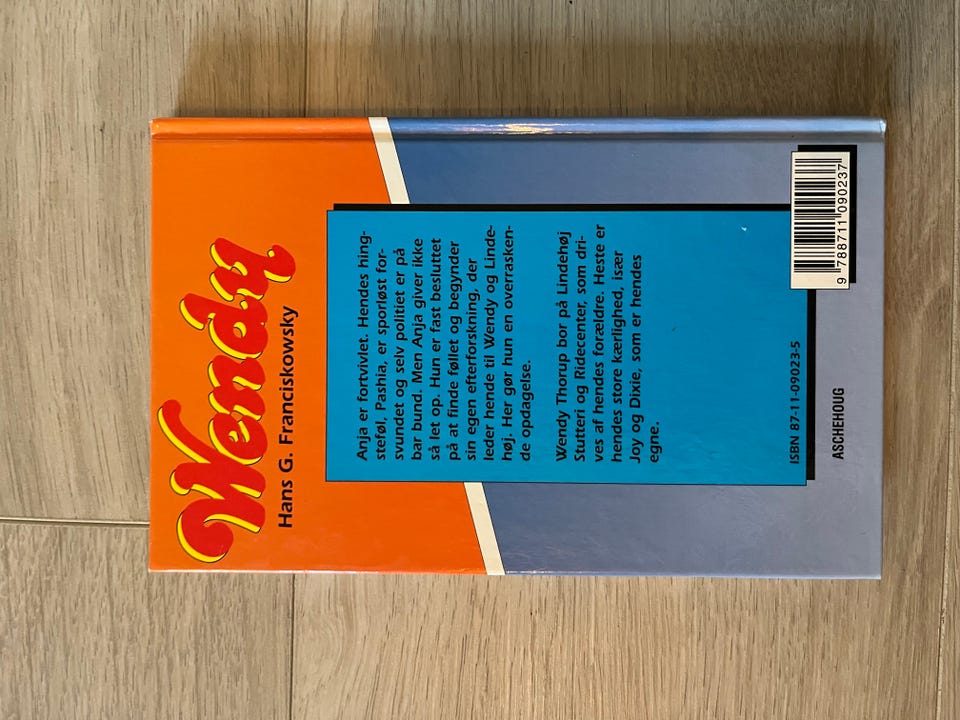 Wendy
Hans G. Franciskowsky
Anja er fortvivlet. Hendes hing-
steføl, Pashia, er sporløst for-
svundet og selv politiet er på
bar bund. Men Anja giver ikke
så let op. Hun er fast besluttet
på at finde føllet og begynder
sin egen efterforskning, der
leder hende til Wendy og Linde-
høj. Her gør hun en overrasken-
de opdagelse.
Wendy Thorup bor på Lindehøj
Stutteri og Ridecenter, som dri-
ves af hendes forældre. Heste er
hendes store kærlighed, især
Joy og Dixie, som er hendes
egne.
ISBN 87-11-09023-5
9 788711 090237
ASCHEHOUG